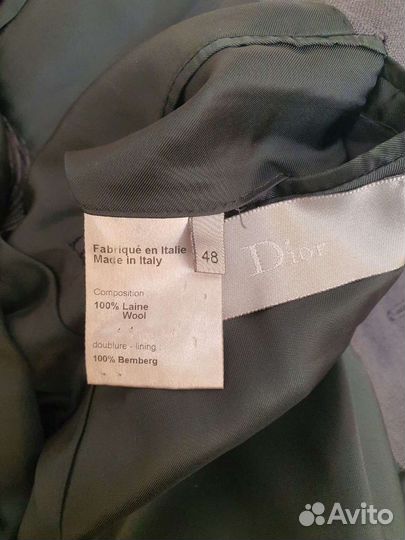 Fabriqué en Italie
Made in Italy
48
Dior
Composition
100% Laine
Wool
doublure - lining :
100% Bemberg
Avito